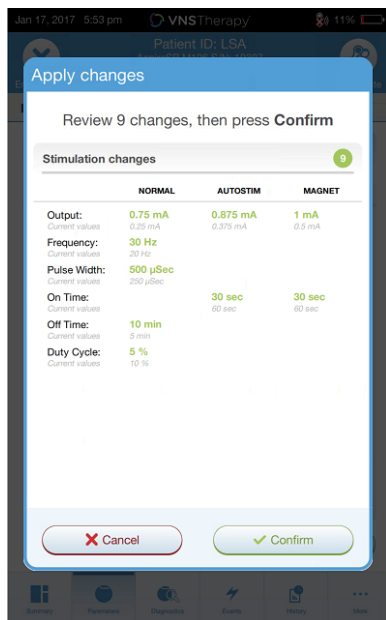 Jan 17, 2017 5:53 pm VNSTherapy 11%
Patient ID: LSA
Apply changes
Review 9 changes, then press Confirm
Stimulation changes 9
NORMAL AUTOSTIM MAGNET
Output: 0.75 mA 0.875 mA 1 mA
Current values 0.25 mA 0.375 mA 0.5 mA
Frequency: 30 Hz
Current values 20 Hz
Pulse Width: 500 µSec
Current values 250 µSec
On Time: 30 sec 30 sec
Current values 60 sec 60 sec
Off Time: 10 min
Current values 5 min
Duty Cycle: 5 %
Current values 10 %
Cancel Confirm
Summary Parameters Diagnostics Events History More